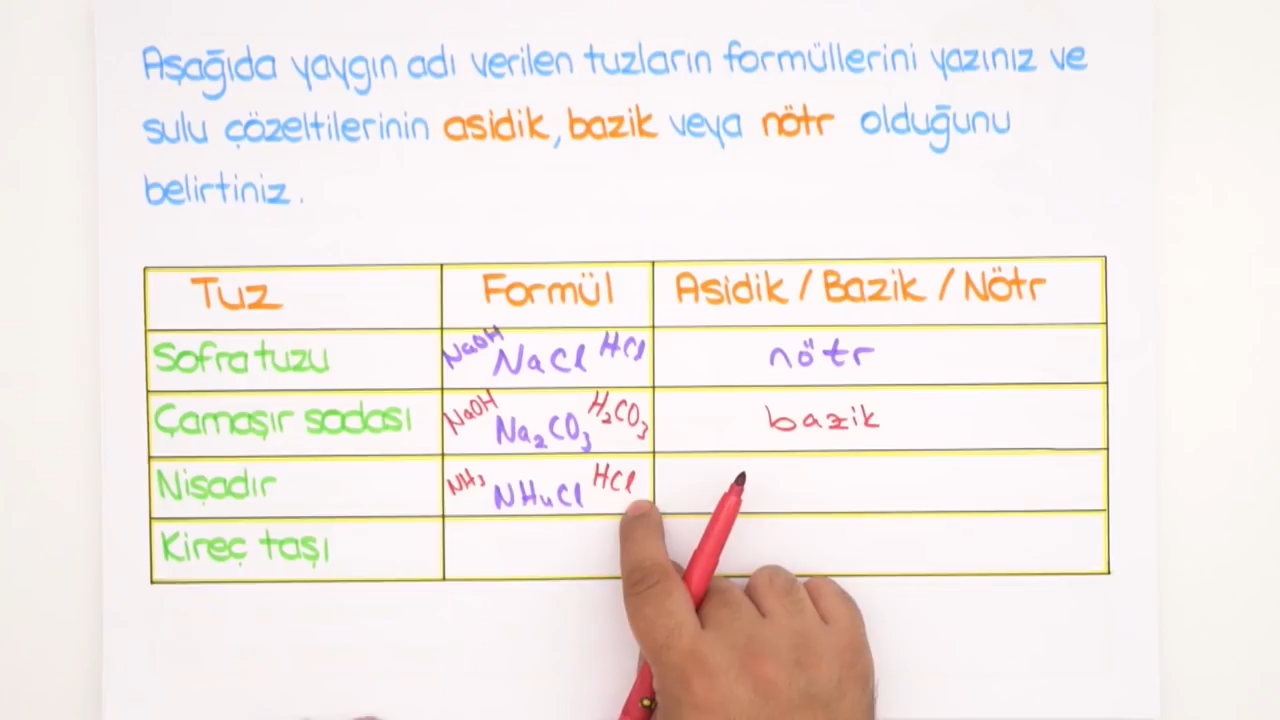 Aşağıda yaygın adı verilen tuzların formüllerini yazınız ve
sulu çözeltilerinin asidik, bazik veya nötr olduğunu
belirtiniz.
Tuz Formül Asidik / Bazik / Nötr
Sofra tuzu NaOH NaCl HCl nötr
Çamaşır sodası NaOH Na₂CO₃ H₂CO₃ bazik
Nişadır NH₃ NH₄Cl HCl
Kireç taşı